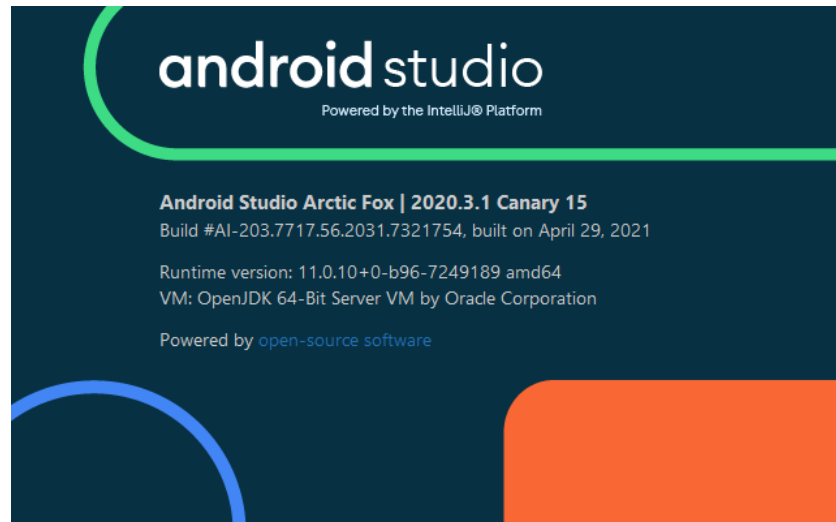 android studio
Powered by the IntelliJ® Platform
Android Studio Arctic Fox | 2020.3.1 Canary 15
Build #AI-203.7717.56.2031.7321754, built on April 29, 2021
Runtime version: 11.0.10+0-b96-7249189 amd64
VM: OpenJDK 64-Bit Server VM by Oracle Corporation
Powered by open-source software